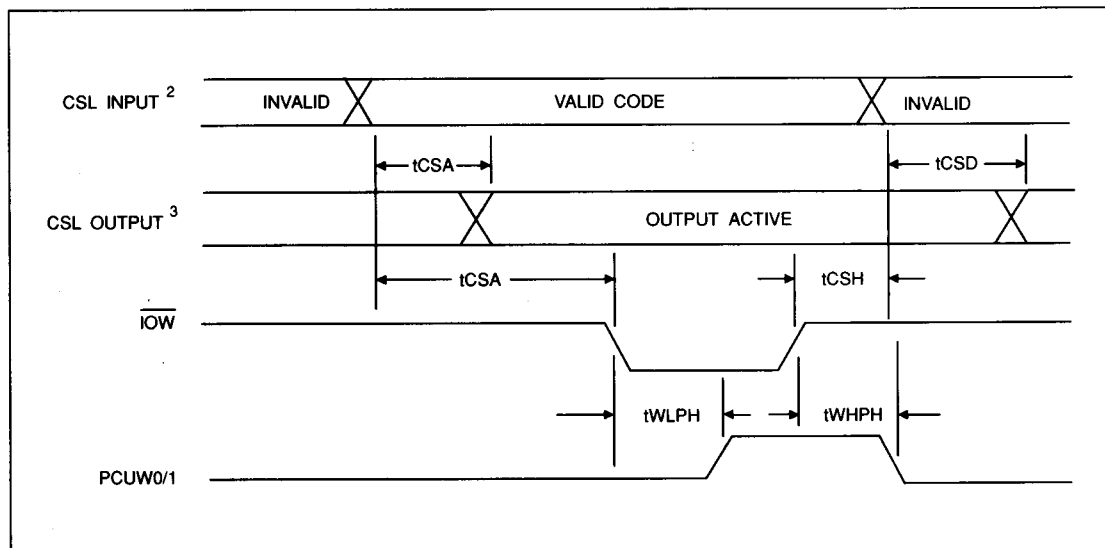 CSL INPUT 2
INVALID
VALID CODE
INVALID
tCSA
tCSD
CSL OUTPUT 3
OUTPUT ACTIVE
tCSA
tCSH
IOW
tWLPH
tWHPH
PCUW0/1